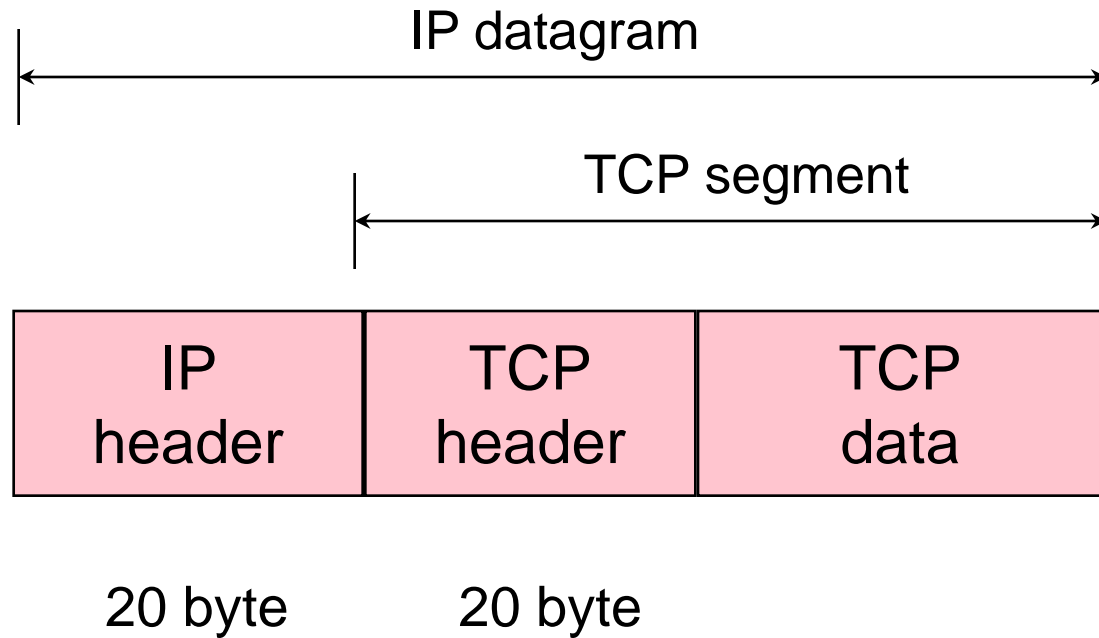 IP datagram
TCP segment
IP
header
TCP
header
TCP
data
20 byte
20 byte